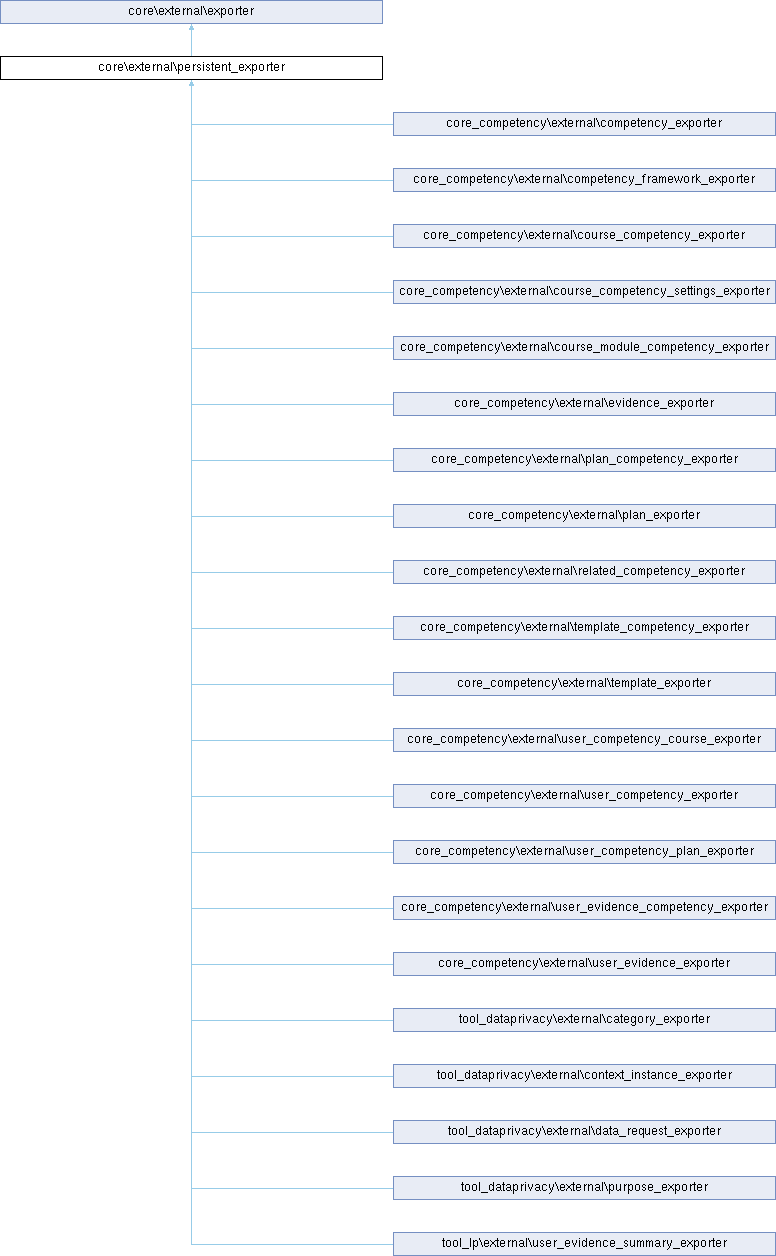 core\external\exporter
core\external\persistent_exporter
core_competency\external\competency_exporter
core_competency\external\competency_framework_exporter
core_competency\external\course_competency_exporter
core_competency\external\course_competency_settings_exporter
core_competency\external\course_module_competency_exporter
core_competency\external\evidence_exporter
core_competency\external\plan_competency_exporter
core_competency\external\plan_exporter
core_competency\external\related_competency_exporter
core_competency\external\template_competency_exporter
core_competency\external\template_exporter
core_competency\external\user_competency_course_exporter
core_competency\external\user_competency_exporter
core_competency\external\user_competency_plan_exporter
core_competency\external\user_evidence_competency_exporter
core_competency\external\user_evidence_exporter
tool_dataprivacy\external\category_exporter
tool_dataprivacy\external\context_instance_exporter
tool_dataprivacy\external\data_request_exporter
tool_dataprivacy\external\purpose_exporter
tool_lp\external\user_evidence_summary_exporter